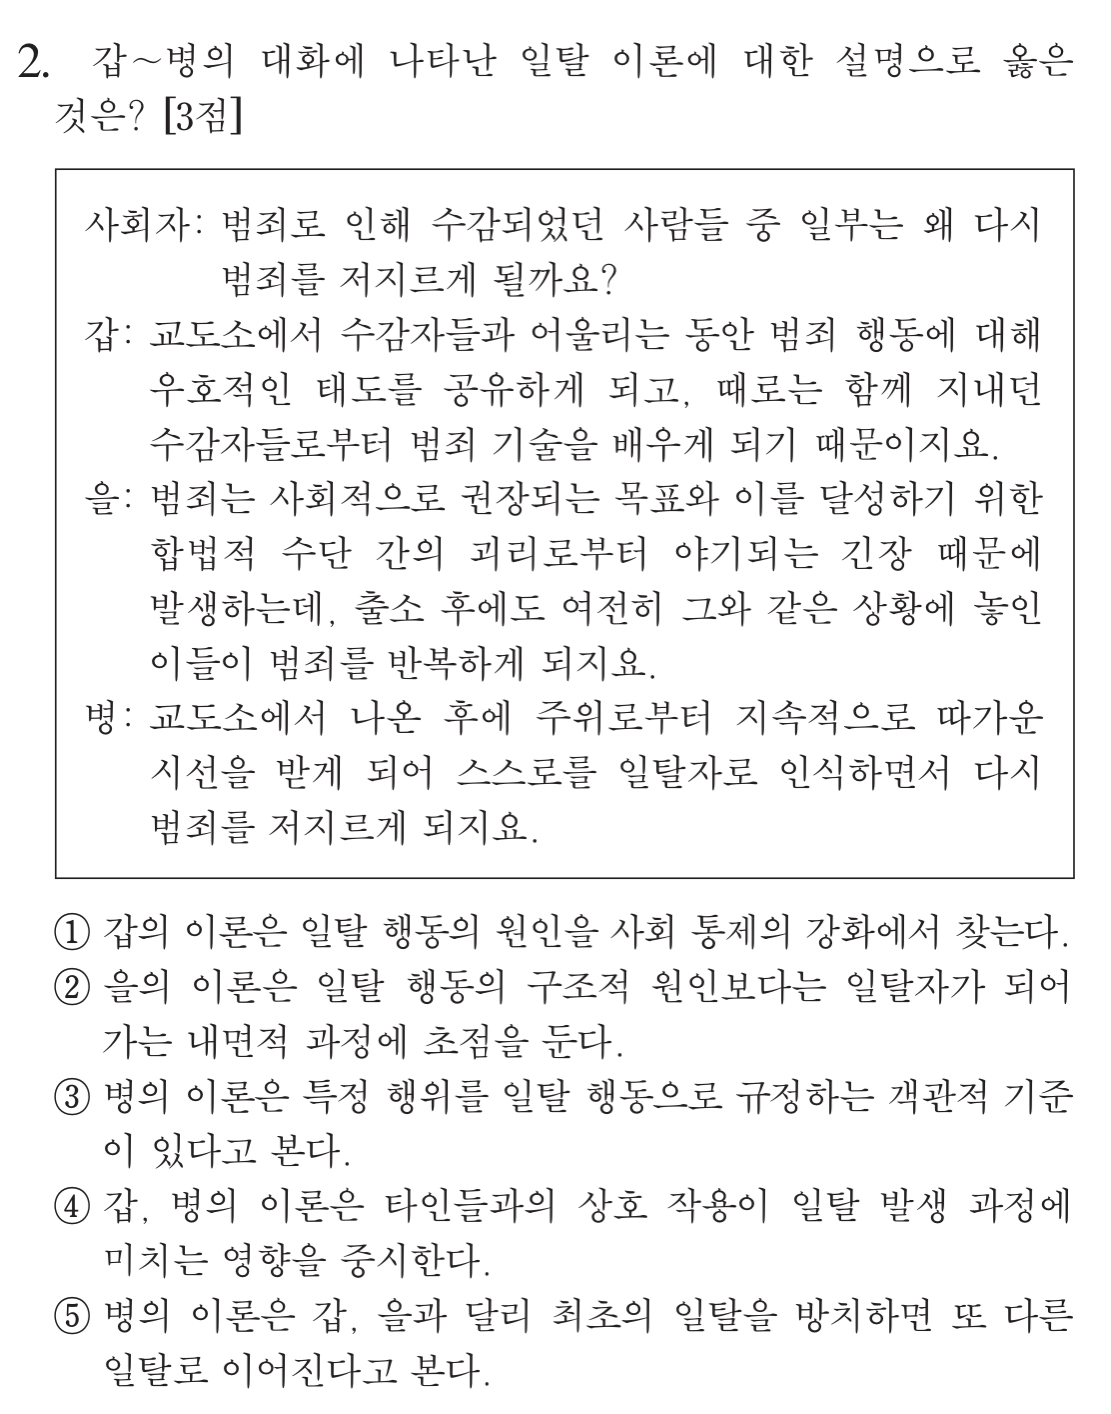 2. 갑～병의 대화에 나타난 일탈 이론에 대한 설명으로 옳은
것은? [3점]
사회자: 범죄로 인해 수감되었던 사람들 중 일부는 왜 다시
범죄를 저지르게 될까요?
갑: 교도소에서 수감자들과 어울리는 동안 범죄 행동에 대해
우호적인 태도를 공유하게 되고, 때로는 함께 지내던
수감자들로부터 범죄 기술을 배우게 되기 때문이지요.
을: 범죄는 사회적으로 권장되는 목표와 이를 달성하기 위한
합법적 수단 간의 괴리로부터 야기되는 긴장 때문에
발생하는데, 출소 후에도 여전히 그와 같은 상황에 놓인
이들이 범죄를 반복하게 되지요.
병: 교도소에서 나온 후에 주위로부터 지속적으로 따가운
시선을 받게 되어 스스로를 일탈자로 인식하면서 다시
범죄를 저지르게 되지요.
① 갑의 이론은 일탈 행동의 원인을 사회 통제의 강화에서 찾는다.
② 을의 이론은 일탈 행동의 구조적 원인보다는 일탈자가 되어
가는 내면적 과정에 초점을 둔다.
③ 병의 이론은 특정 행위를 일탈 행동으로 규정하는 객관적 기준
이 있다고 본다.
④ 갑, 병의 이론은 타인들과의 상호 작용이 일탈 발생 과정에
미치는 영향을 중시한다.
⑤ 병의 이론은 갑, 을과 달리 최초의 일탈을 방치하면 또 다른
일탈로 이어진다고 본다.